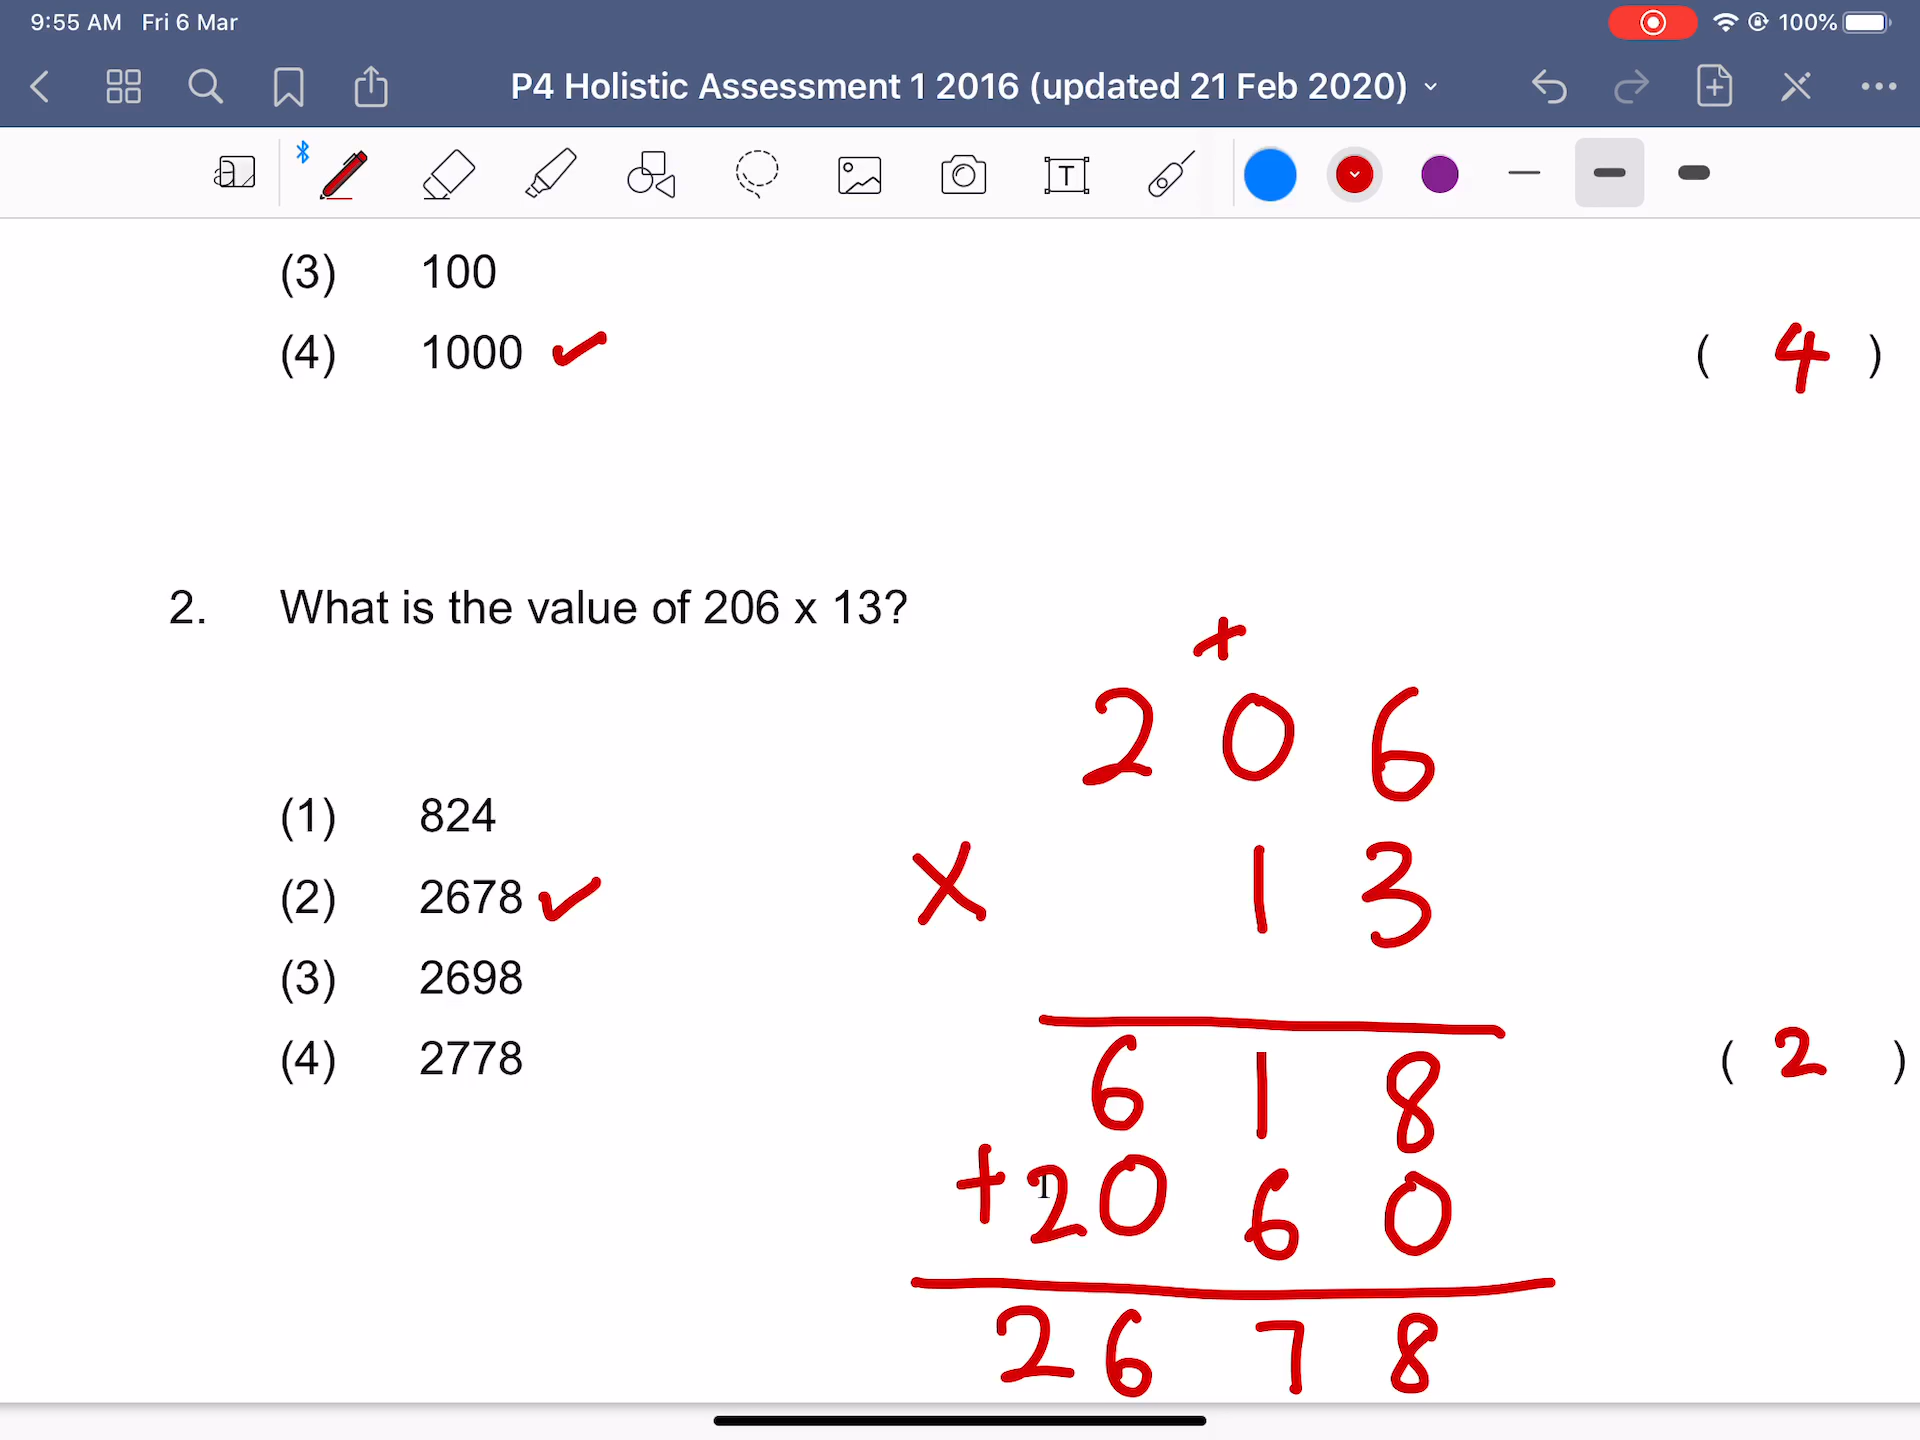 9:55 AM Fri 6 Mar 100%
P4 Holistic Assessment 1 2016 (updated 21 Feb 2020)
T
(3) 100
(4) 1000 ✓ ( 4 )
2. What is the value of 206 x 13?
+
2 0 6
x 1 3
(1) 824
(2) 2678 ✓
(3) 2698
(4) 2778 ( 2 )
6 1 8
+ 2 0 6 0
2 6 7 8